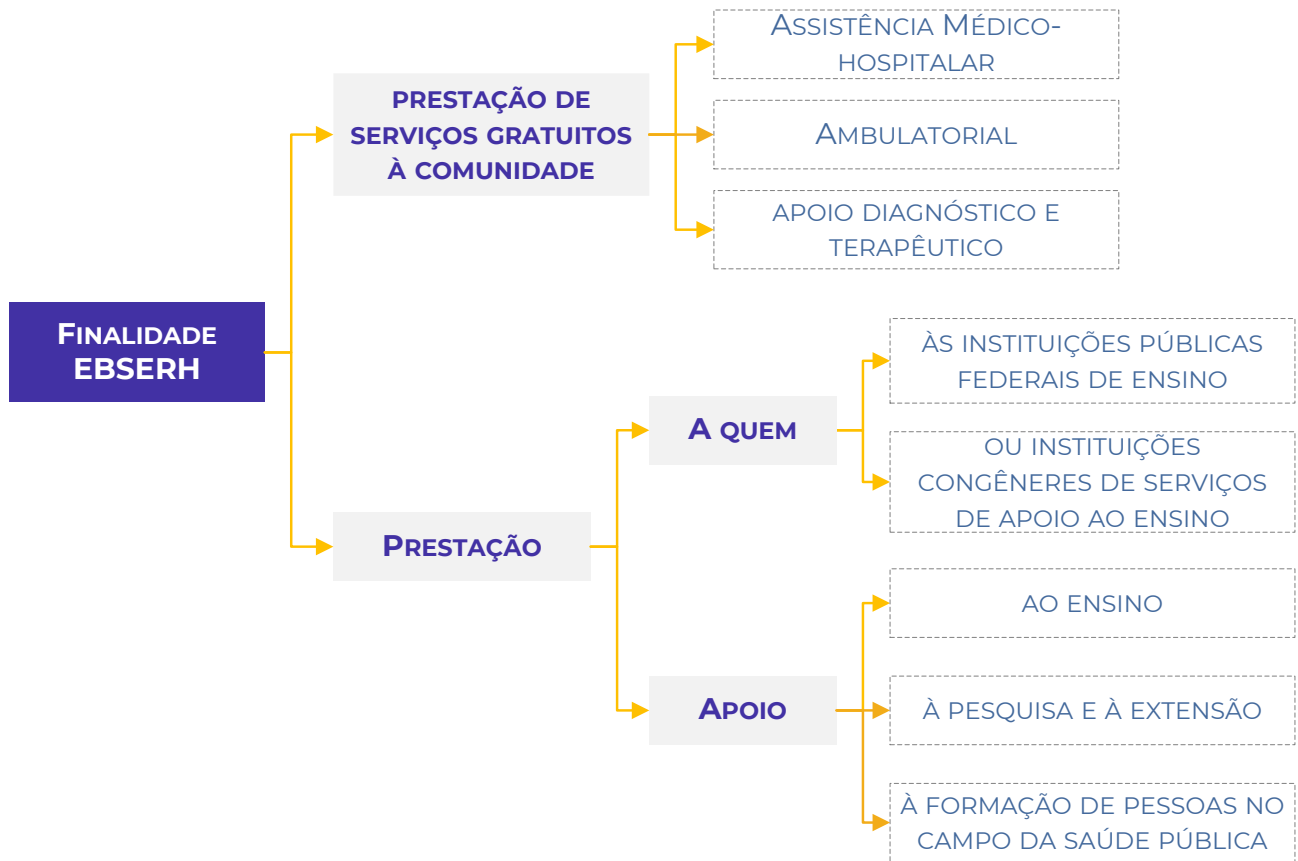 Assistência Médico-
hospitalar
prestação de
serviços gratuitos
à comunidade
Ambulatorial
apoio diagnóstico e
terapêutico
Finalidade
EBSERH
às instituições públicas
federais de ensino
A quem
ou instituições
congêneres de serviços
de apoio ao ensino
Prestação
ao ensino
Apoio
à pesquisa e à extensão
à formação de pessoas no
campo da saúde pública